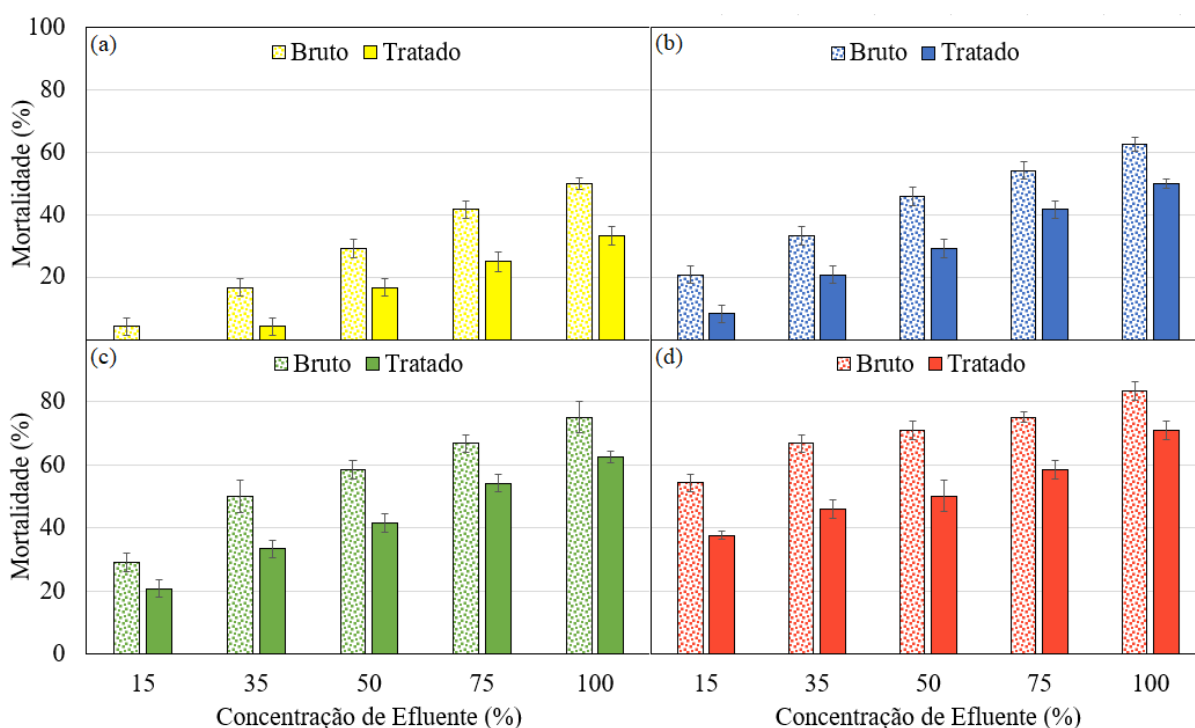 100
(a)
Bruto Tratado
(b)
Bruto Tratado
80
60
40
20
Mortalidade (%)
(c)
Bruto Tratado
(d)
Bruto Tratado
80
60
40
20
0
Mortalidade (%)
15 35 50 75 100
15 35 50 75 100
Concentração de Efluente (%)
Concentração de Efluente (%)